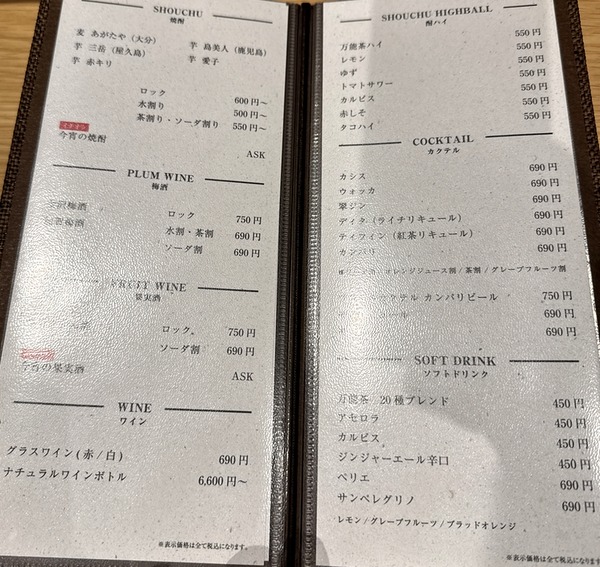 SHOUCHU
焼酎
麦 あがたや（大分）
芋 三岳（屋久島）
芋 島美人（鹿児島）
芋 赤キリ
芋 愛子
ロック 600円～
水割り 500円～
茶割り・ソーダ割り 550円～
今宵の焼酎
ASK
PLUM WINE
梅酒
ロック 750円
水割・茶割 690円
ソーダ割 690円
FRUIT WINE
果実酒
ロック 750円
ソーダ割 690円
今宵の果実酒
ASK
WINE
ワイン
グラスワイン(赤/白) 690円
ナチュラルワインボトル 6,600円～
※表示価格は全て税込になります。
SHOUCHU HIGHBALL
酎ハイ
550円
万能茶ハイ 550円
レモン 550円
ゆず 550円
トマトサワー 550円
カルピス 550円
赤しそ 550円
タコハイ
COCKTAIL
カクテル
カシス 690円
ウォッカ 690円
翠ジン 690円
ディタ（ライチリキュール） 690円
ティフィン（紅茶リキュール） 690円
カンパリ 690円
オレンジジュース割/茶割/グレープフルーツ割
カクテル カンパリビール 750円
690円
690円
SOFT DRINK
ソフトドリンク
万能茶 20種ブレンド 450円
アセロラ 450円
カルピス 450円
ジンジャーエール辛口 450円
ペリエ 690円
サンペレグリノ 690円
レモン/グレープフルーツ/ブラッドオレンジ
※表示価格は全て税込